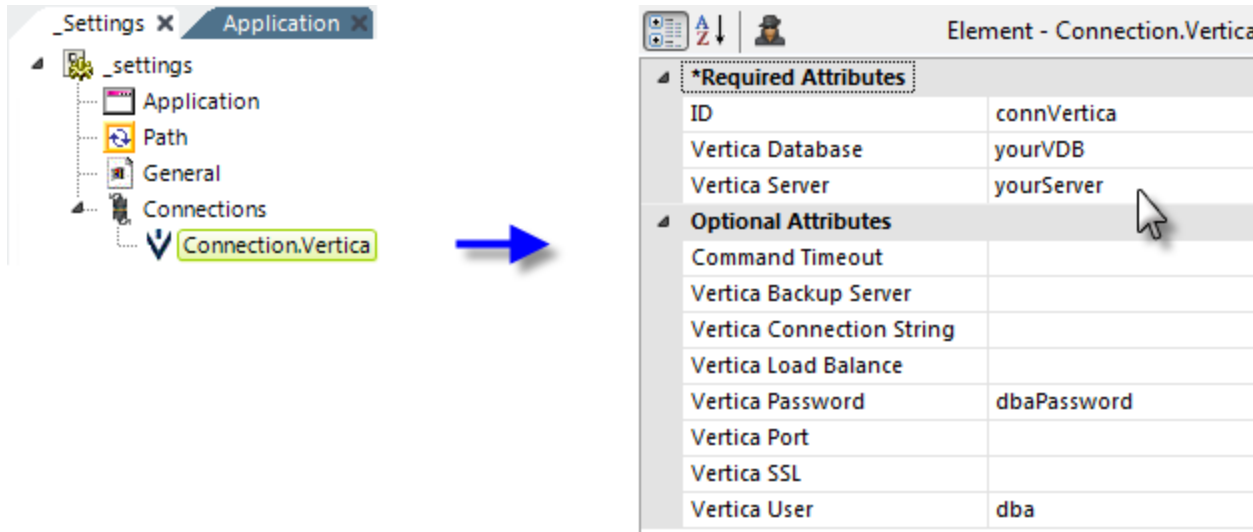 _Settings
Application
_settings
Application
Path
General
Connections
Connection.Vertica
A
Z
Element - Connection.Vertica
*Required Attributes
ID connVertica
Vertica Database yourVDB
Vertica Server yourServer
Optional Attributes
Command Timeout
Vertica Backup Server
Vertica Connection String
Vertica Load Balance
Vertica Password dbaPassword
Vertica Port
Vertica SSL
Vertica User dba